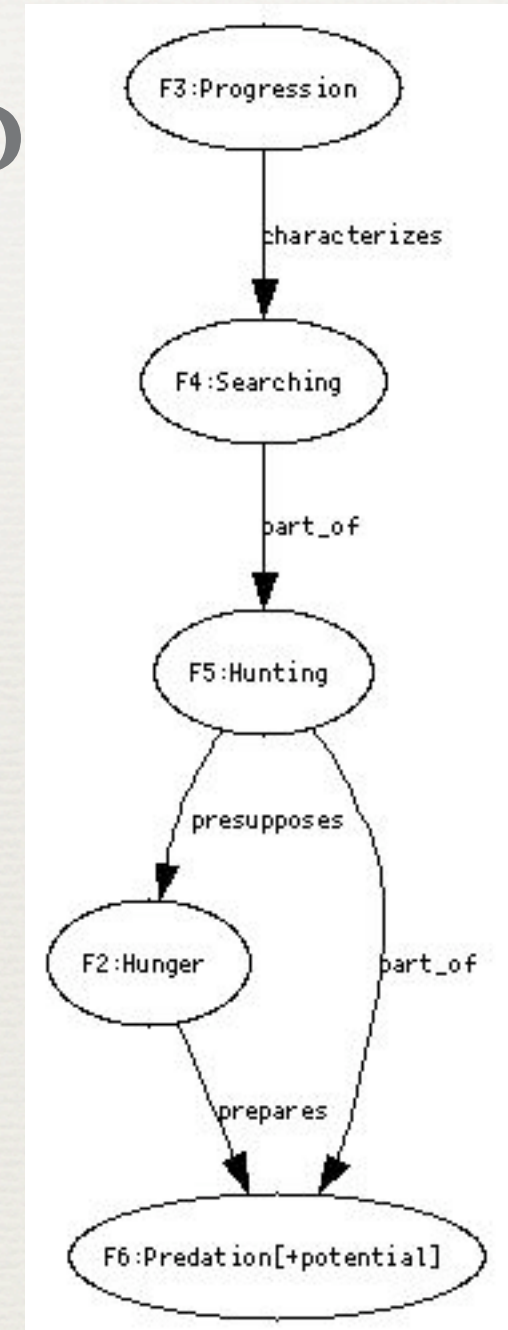 F3:Progression
characterizes
F4:Searching
part_of
F5:Hunting
presupposes
F2:Hunger
part_of
prepares
F6:Predation[+potential]